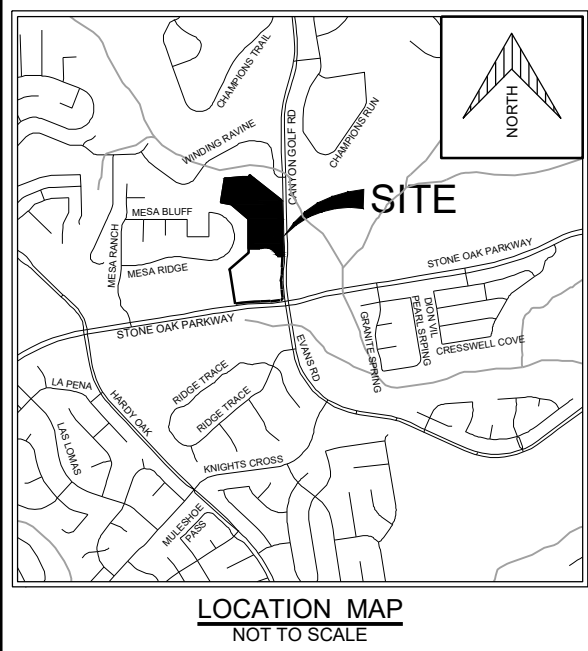 NORTH
CHAMPIONS TRAIL
CANYON GOLF RD
CHAMPIONS RUN
WINDING RAVINE
SITE
MESA BLUFF
MESA RANCH
MESA RIDGE
STONE OAK PARKWAY
STONE OAK PARKWAY
GRANITE SPRING
DION VIL
PEARL SRPING
CRESSWELL COVE
EVANS RD
RIDGE TRACE
RIDGE TRACE
LA PENA
HARDY OAK
LAS LOMAS
KNIGHTS CROSS
MULESHOE
PASS
LOCATION MAP
NOT TO SCALE